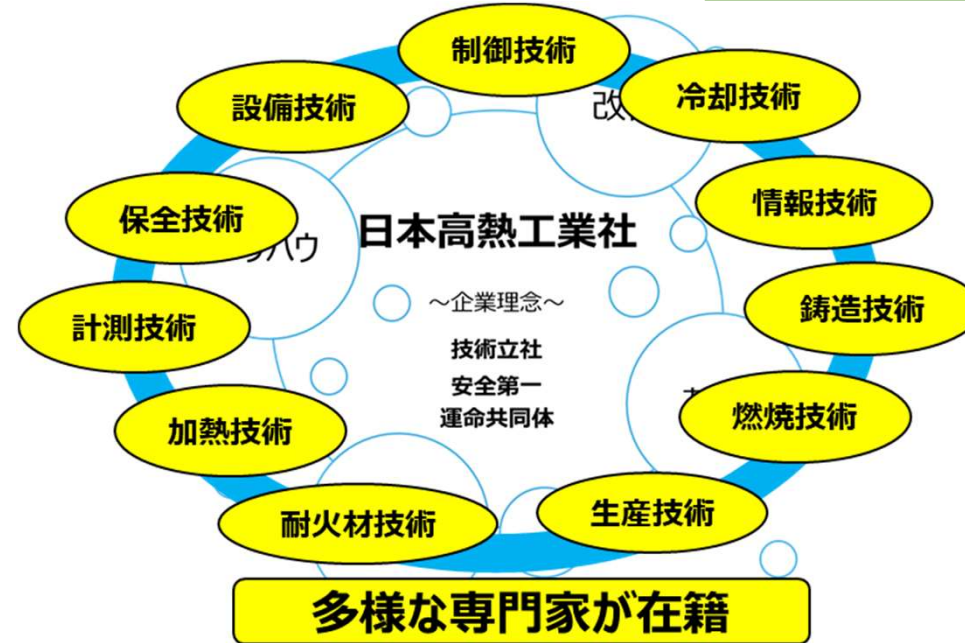 制御技術
設備技術
冷却技術
改
保全技術
ハウ
情報技術
日本高熱工業社
計測技術
～企業理念～
鋳造技術
技術立社
安全第一
運命共同体
加熱技術
燃焼技術
耐火材技術
生産技術
多様な専門家が在籍